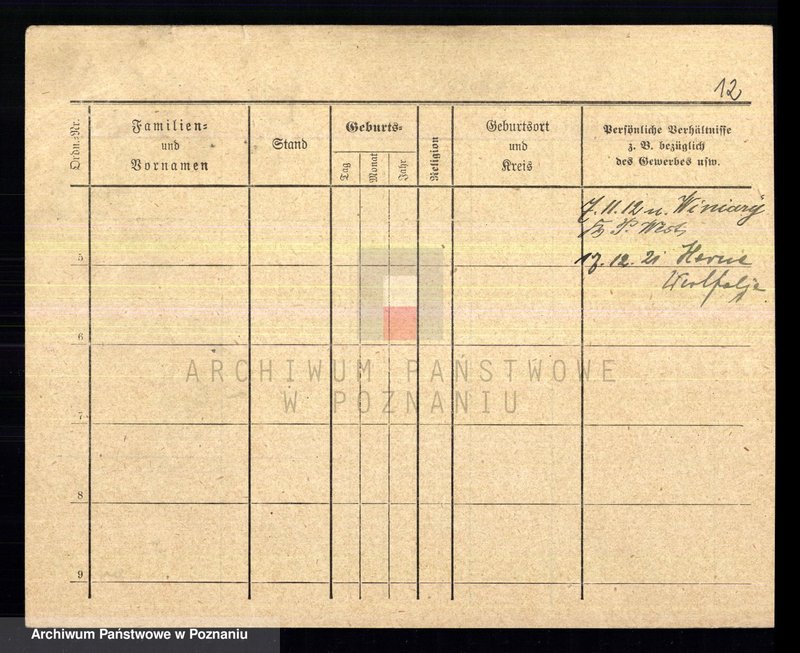 12
Ordn.-Nr.
Familien=
und
Vornamen
Stand
Geburts=
Tag
Monat
Jahr
Religion
Geburtsort
und
Kreis
Persönliche Verhältnisse
z. B. bezüglich
des Gewerbes usw.
7.11.12 n. Winiary
5
17.12.21 Herne
6
ARCHIWUM PAŃSTWOWE
W POZNANIU
7
8
9
Archiwum Państwowe w Poznaniu